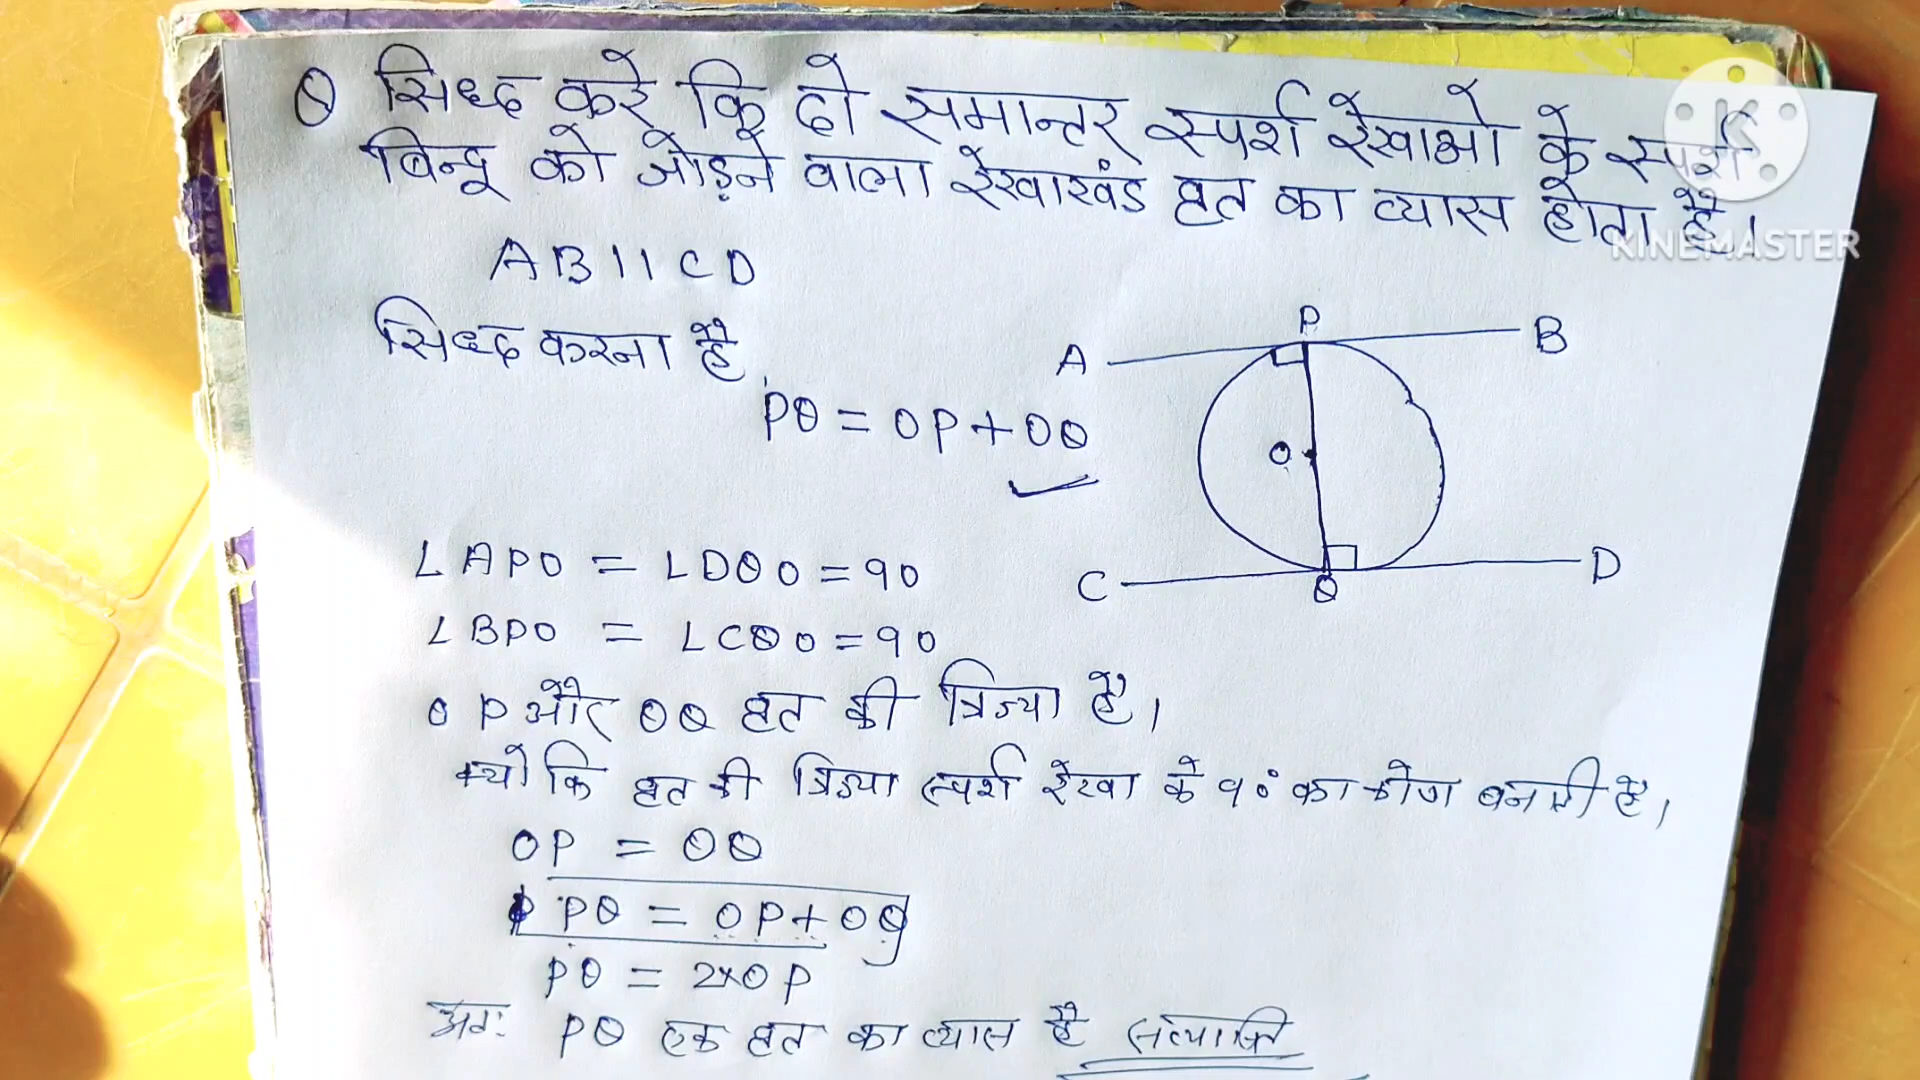 Q सिध्द करे कि दो समान्तर स्पर्श रेखाओ के स्पर्श
बिन्दू को जोड़ने वाला रेखाखंड वृत का व्यास होता है।
KINEMASTER
AB || CD
सिध्द करना है
PQ = OP + OQ
A P B
O
C Q D
∠APO = ∠DQO = 90
∠BPO = ∠CQO = 90
OP और OQ वृत की त्रिज्या है।
क्यो कि वृत की त्रिज्या स्पर्श रेखा के 90° का कोण बनाती है।
OP = OQ
PQ = OP + OQ
PQ = 2×OP
अतः PQ एक वृत का व्यास है